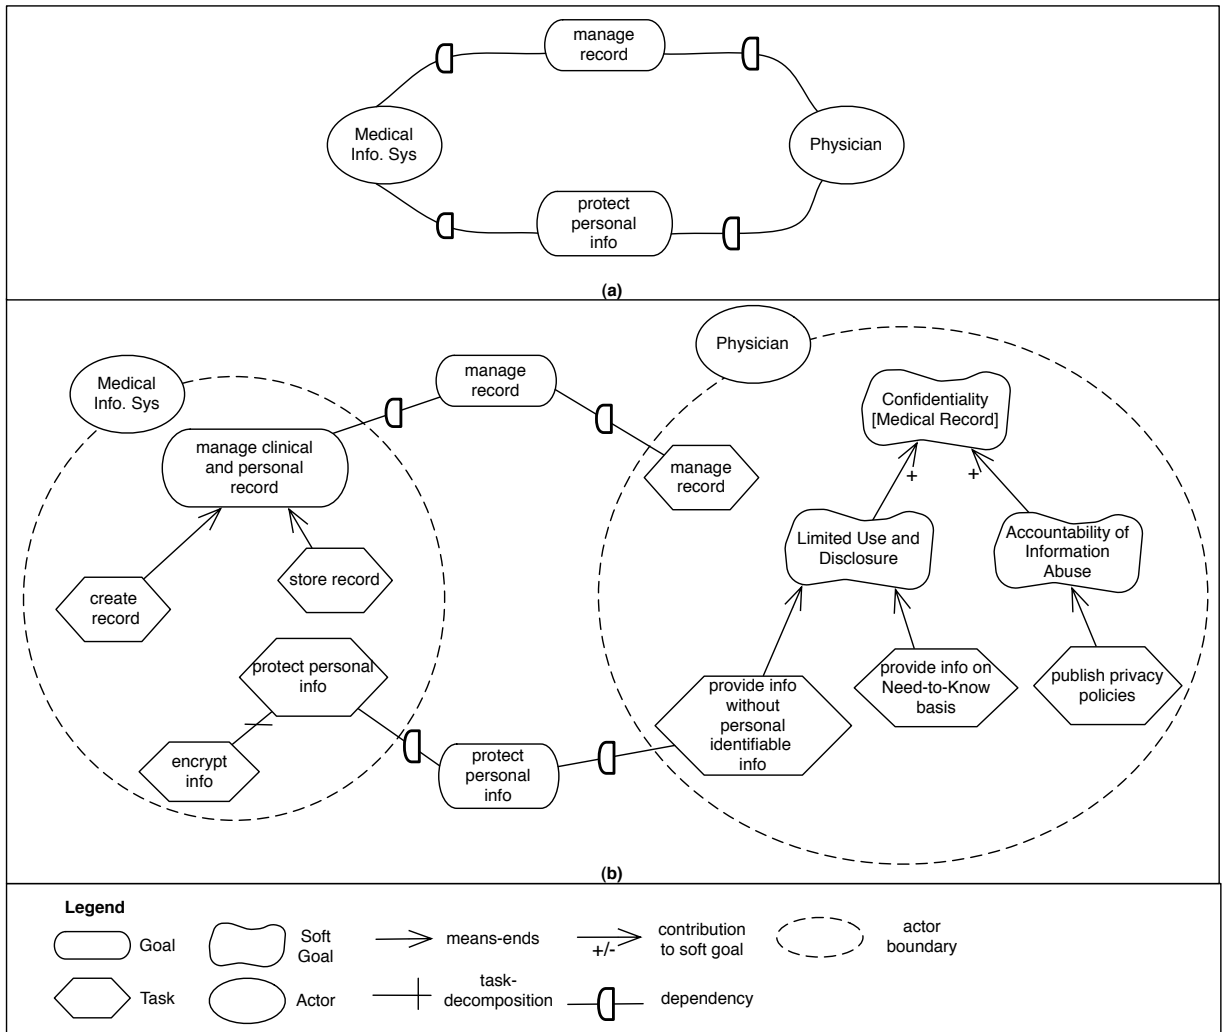 manage
record
Medical
Info. Sys
Physician
protect
personal
info
(a)
Physician
Medical
Info. Sys
manage
record
Confidentiality
[Medical Record]
manage clinical
and personal
record
manage
record
+
+
Limited Use and
Disclosure
Accountability of
Information
Abuse
store record
create
record
protect personal
info
provide info
without
personal
identifiable
info
provide info on
Need-to-Know
basis
publish privacy
policies
encrypt
info
protect
personal
info
(b)
Legend
Goal
Soft
Goal
means-ends
+/-
contribution
to soft goal
actor
boundary
Task
Actor
task-
decomposition
dependency